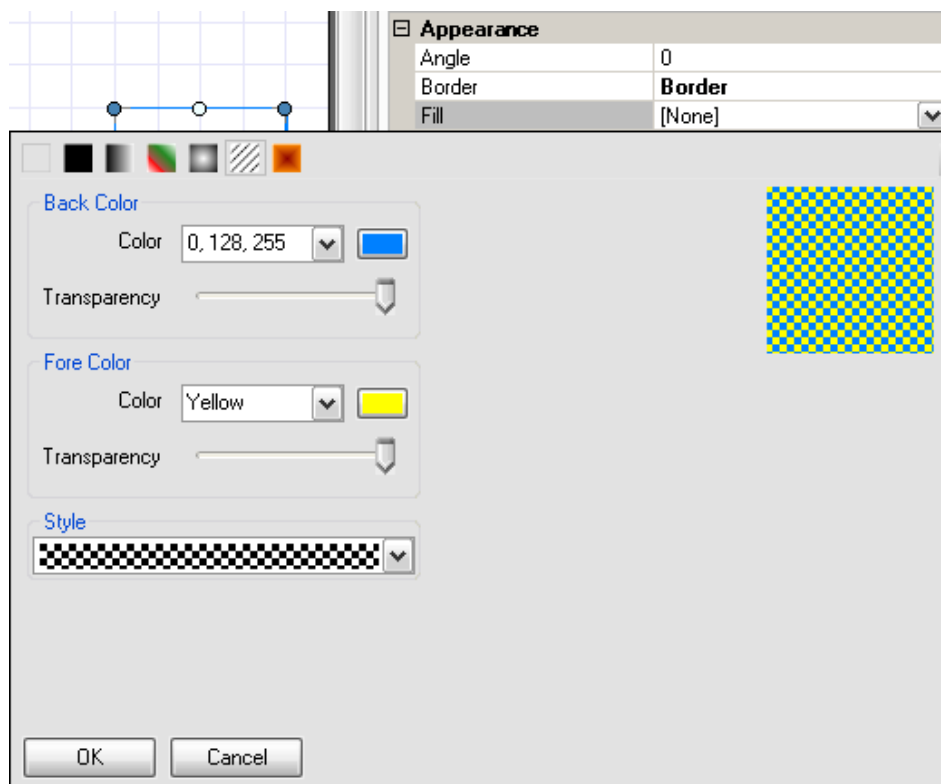 Appearance
Angle 0
Border Border
Fill [None]
Back Color
Color 0, 128, 255
Transparency
Fore Color
Color Yellow
Transparency
Style
OK Cancel